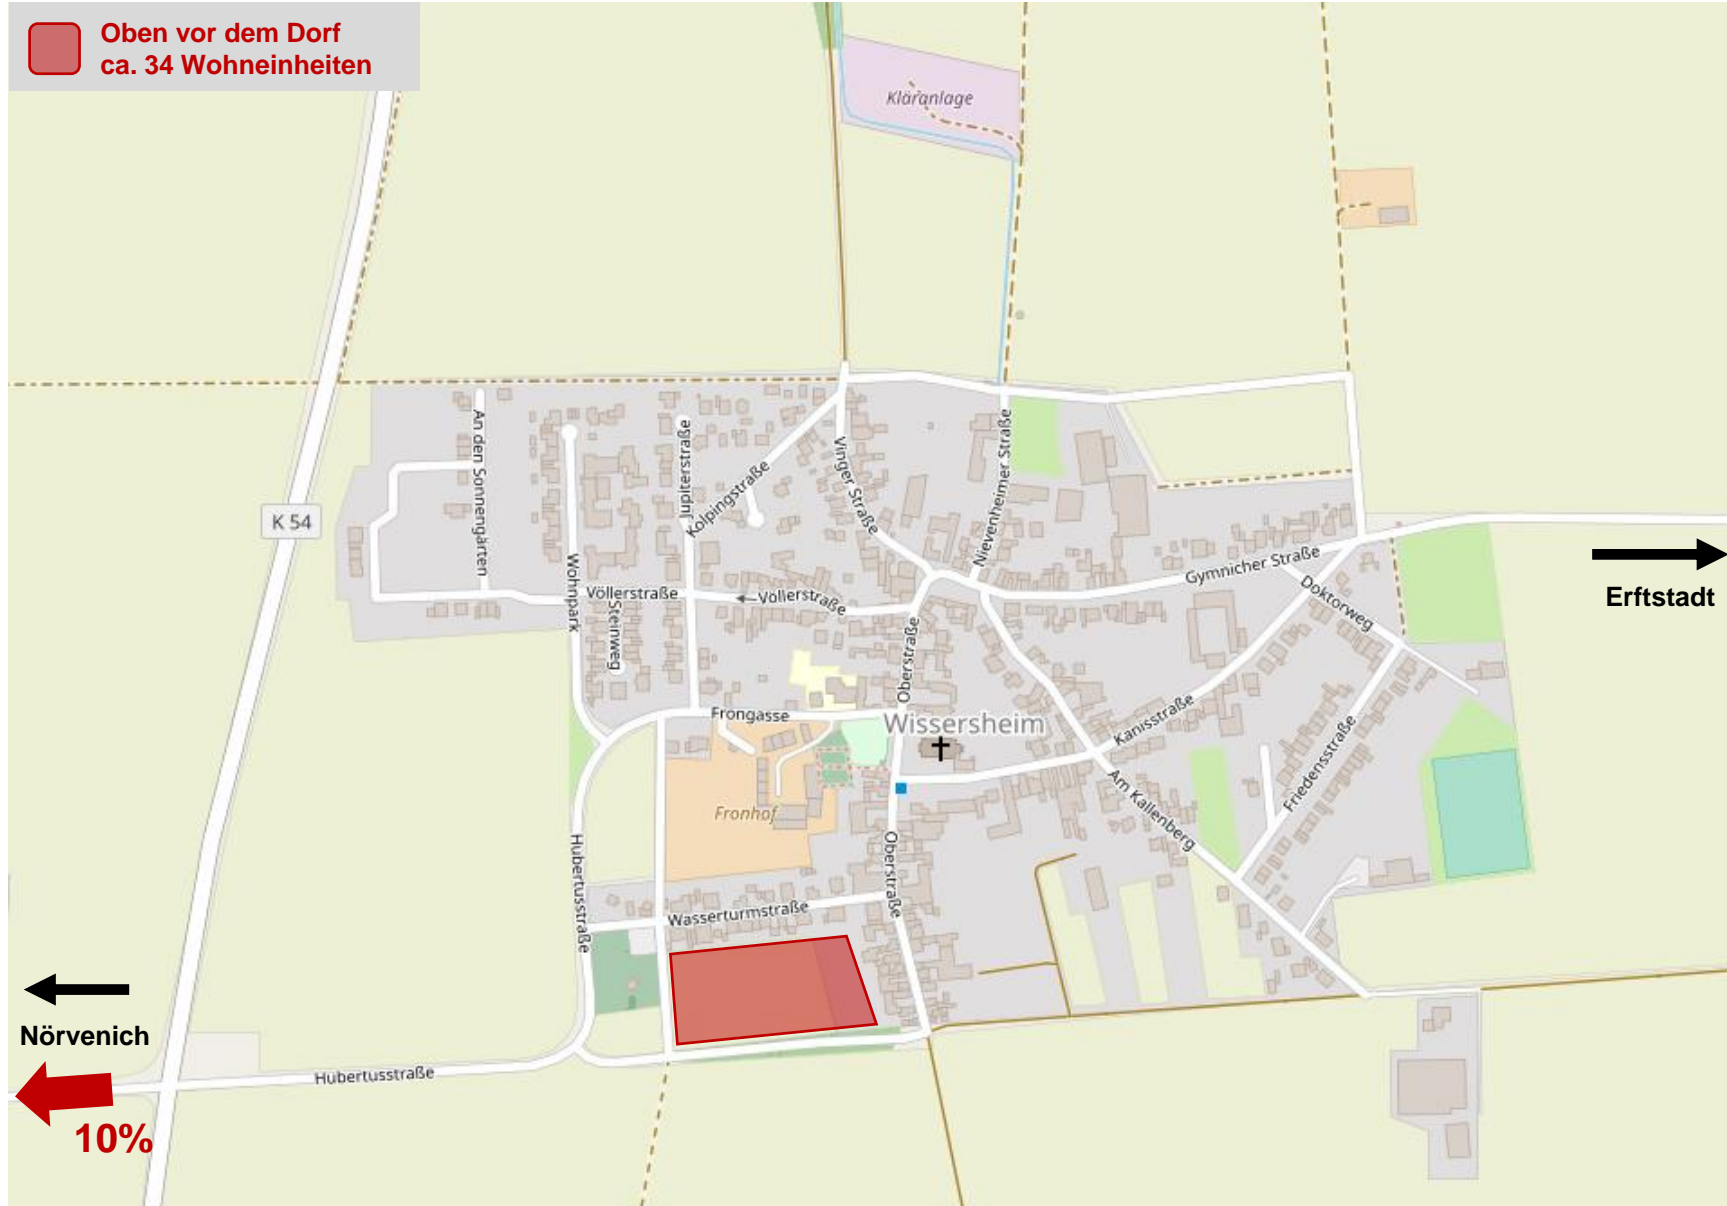 Oben vor dem Dorf
ca. 34 Wohneinheiten
Kläranlage
K 54
An den Sonnengärten
Wohnpark
Jupiterstraße
Kolpingstraße
Vinger Straße
Nievenheimer Straße
Gymnicher Straße
Doktorweg
Erftstadt
Völlerstraße
Völlerstraße
Steinweg
Oberstraße
Frongasse
Wissersheim
Kanisstraße
Friedensstraße
Am Kallenberg
Fronhof
Hubertusstraße
Oberstraße
Wasserturmstraße
Nörvenich
Hubertusstraße
10%